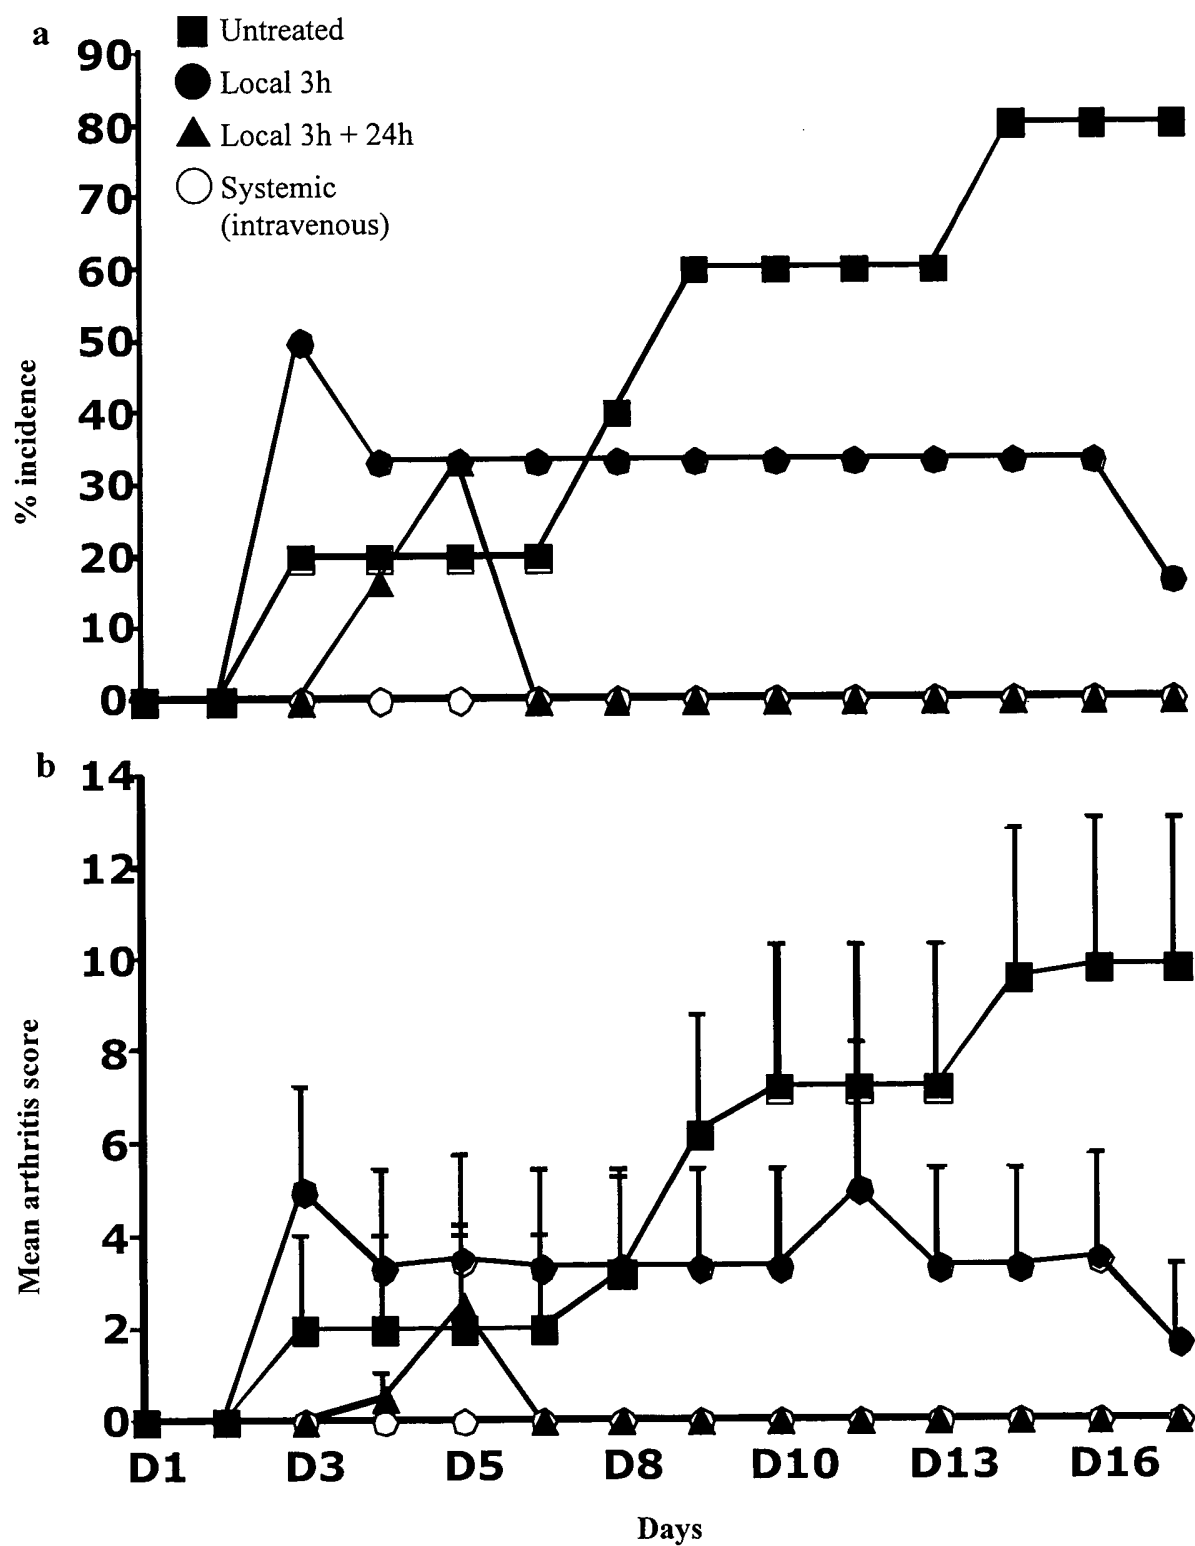 a
Untreated
Local 3h
Local 3h + 24h
Systemic
(intravenous)
90
80
70
60
50
40
30
20
10
0
% incidence
b
14
12
10
8
6
4
2
0
Mean arthritis score
D1 D3 D5 D8 D10 D13 D16
Days